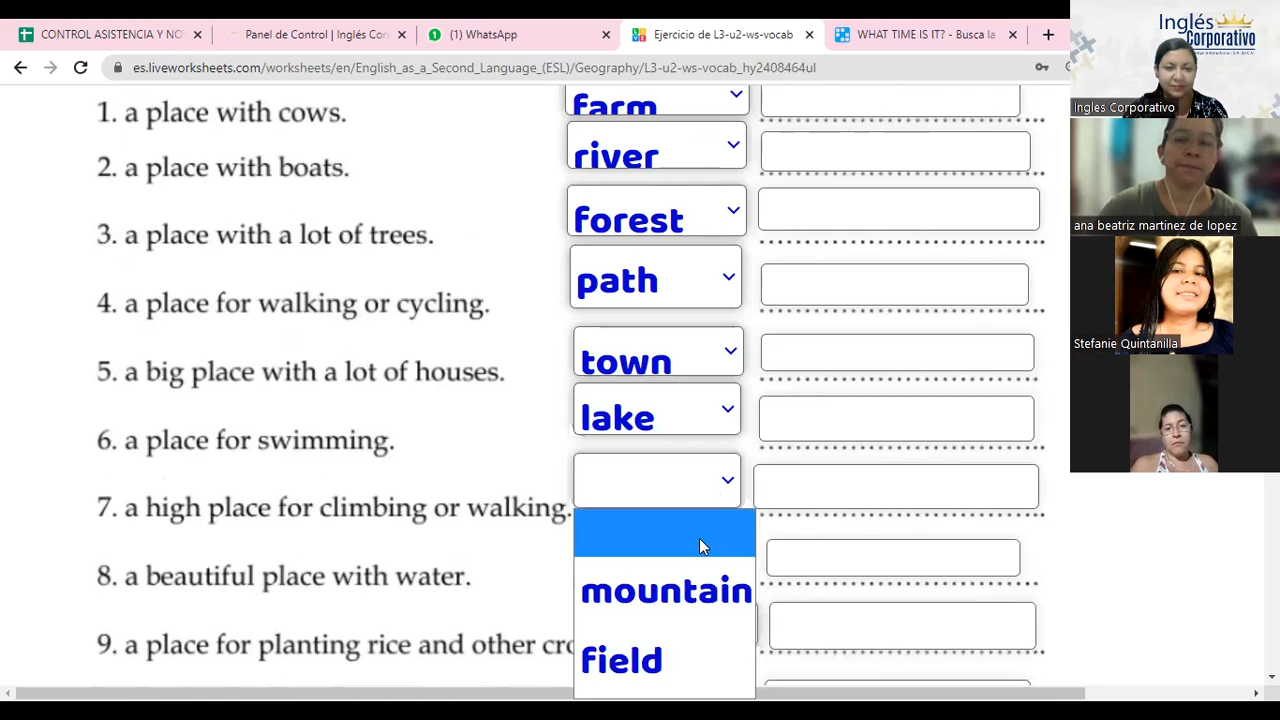 CONTROL ASISTENCIA Y NO
Panel de Control | Inglés Cor
(1) WhatsApp
Ejercicio de L3-u2-ws-vocab
WHAT TIME IS IT? - Busca la
es.liveworksheets.com/worksheets/en/English_as_a_Second_Language_(ESL)/Geography/L3-u2-ws-vocab_hy2408464ul
Inglés
Corporativo
Ingles Corporativo
ana beatriz martinez de lopez
Stefanie Quintanilla
1. a place with cows. farm
2. a place with boats. river
3. a place with a lot of trees. forest
4. a place for walking or cycling. path
5. a big place with a lot of houses. town
6. a place for swimming. lake
7. a high place for climbing or walking.
8. a beautiful place with water. mountain
9. a place for planting rice and other cro field